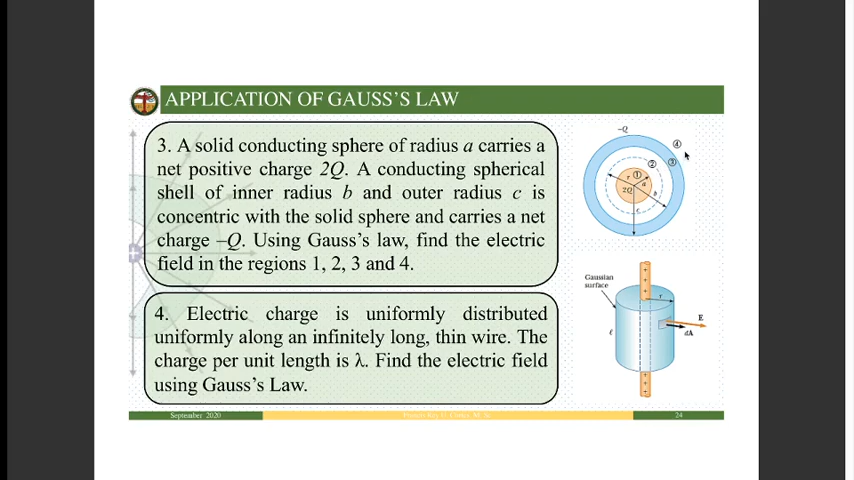 APPLICATION OF GAUSS'S LAW
3. A solid conducting sphere of radius a carries a
net positive charge 2Q. A conducting spherical
shell of inner radius b and outer radius c is
concentric with the solid sphere and carries a net
charge –Q. Using Gauss's law, find the electric
field in the regions 1, 2, 3 and 4.
–Q
④
③
②
①
r
a
2Q
b
c
4. Electric charge is uniformly distributed
uniformly along an infinitely long, thin wire. The
charge per unit length is λ. Find the electric field
using Gauss's Law.
Gaussian
surface
r
E
dA
ℓ
September 2020
24